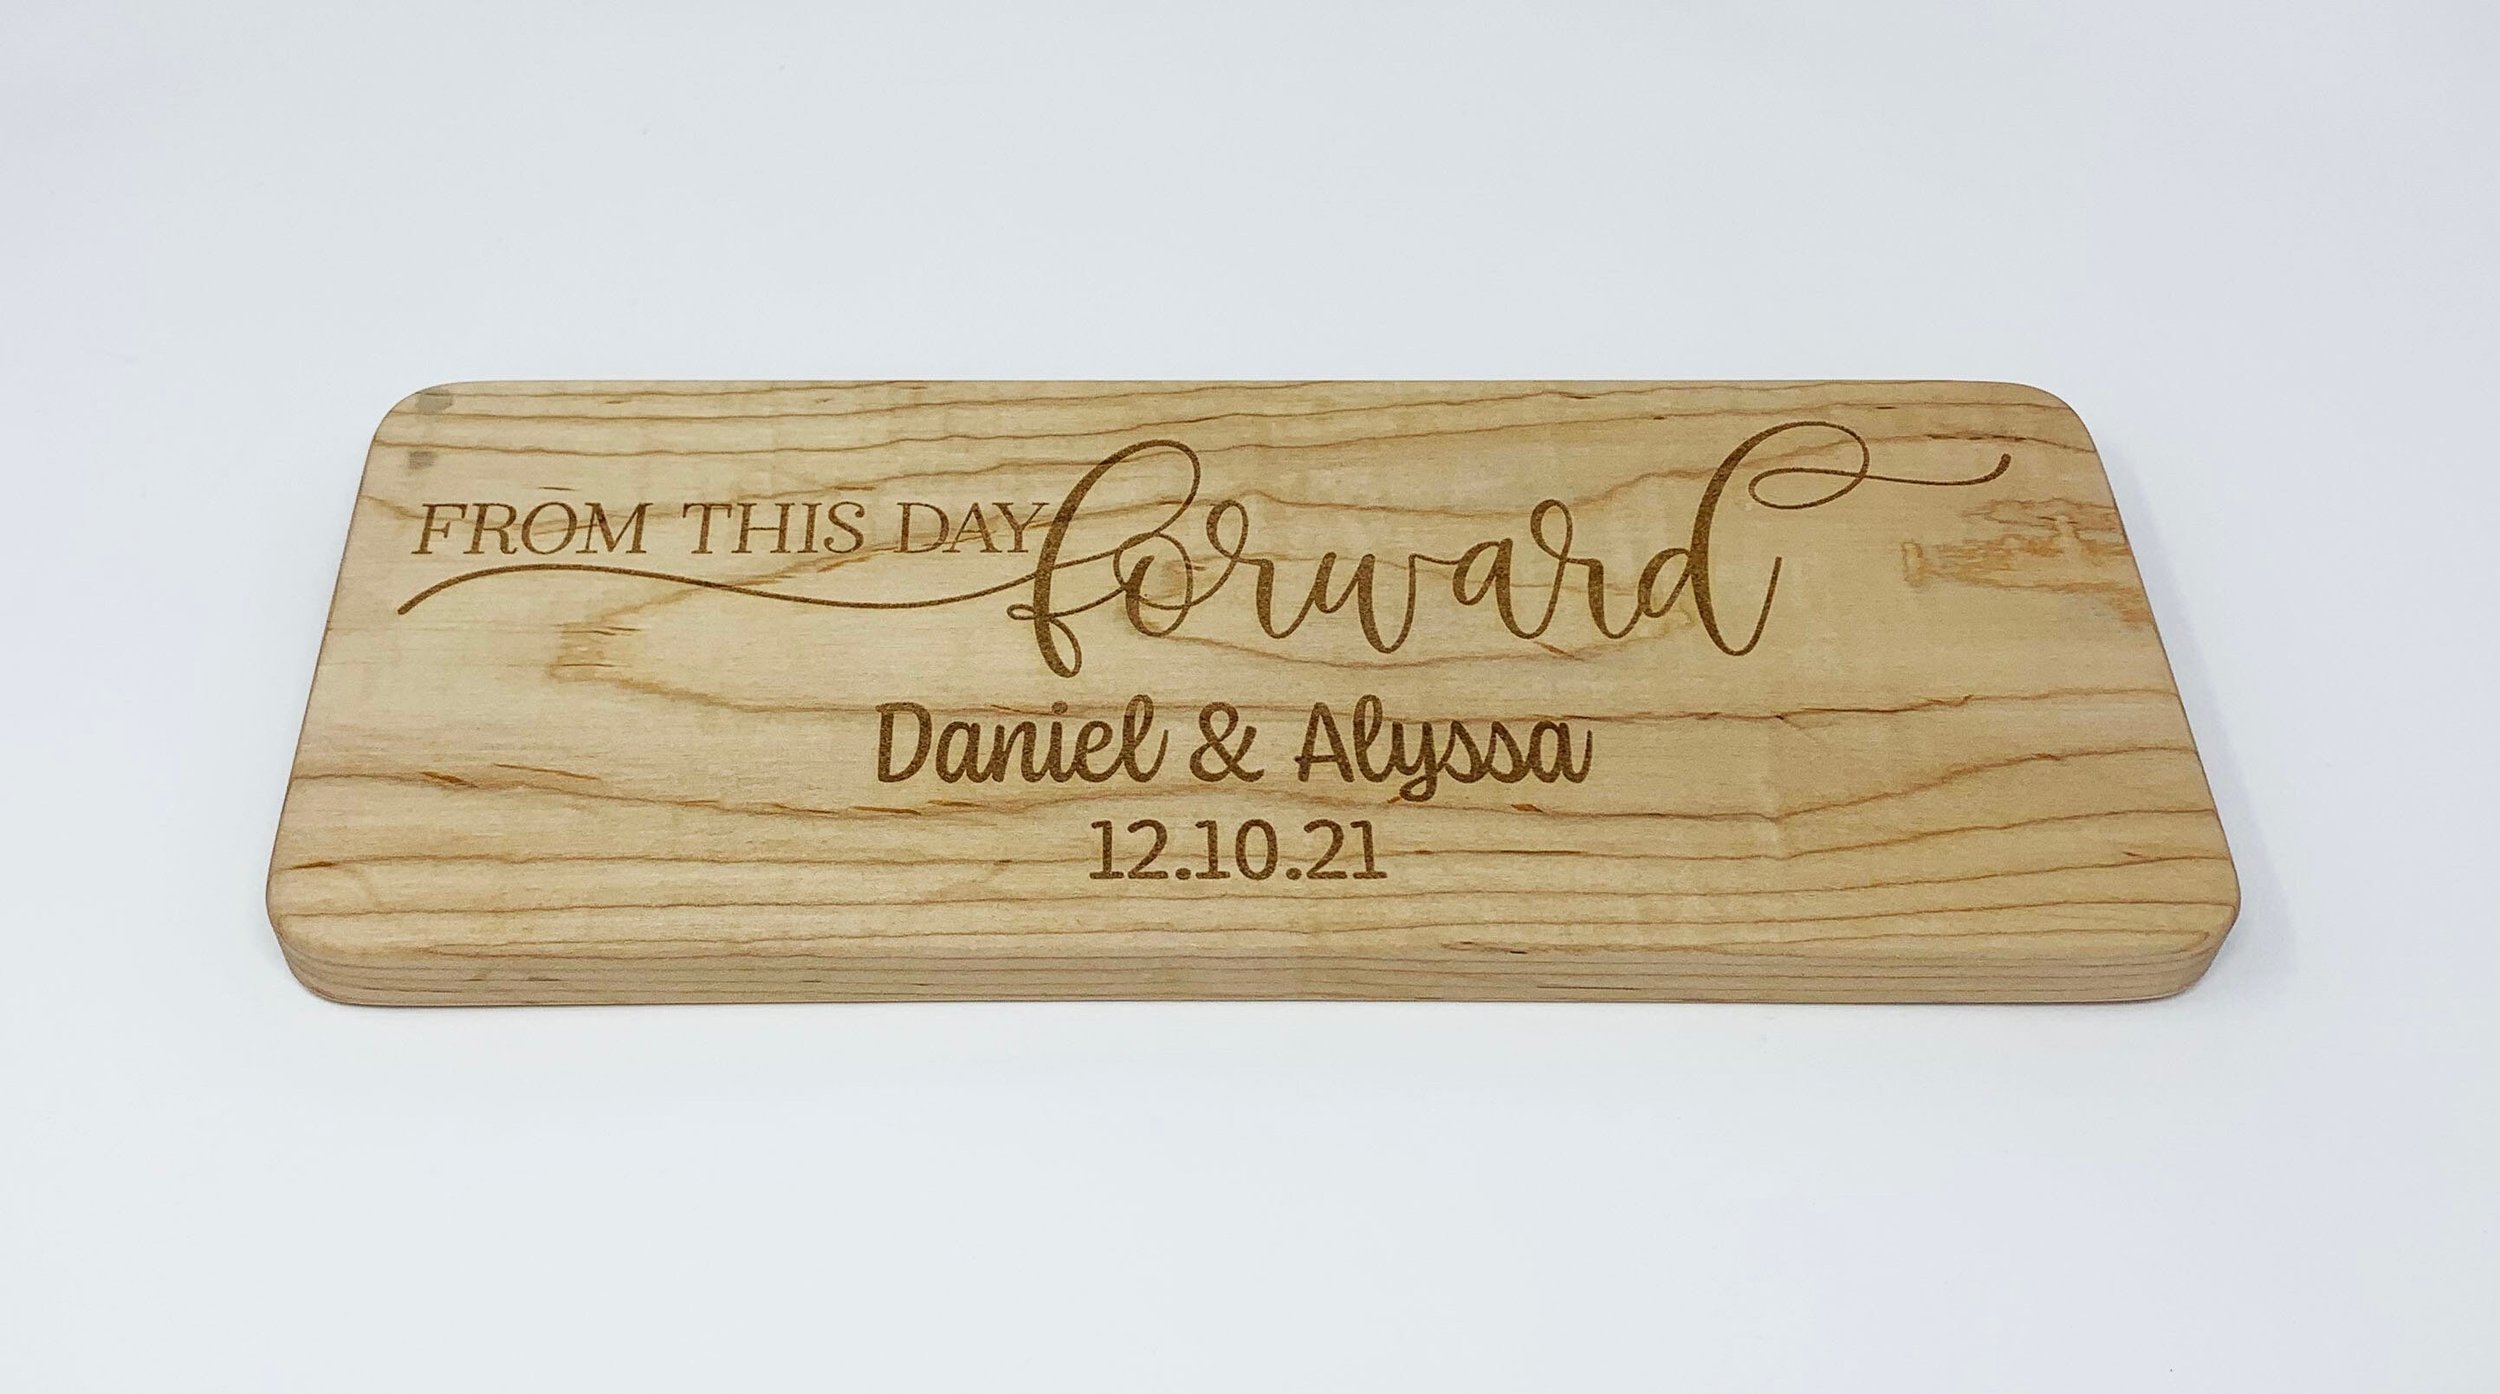 FROM THIS DAY forward
Daniel & Alyssa
12.10.21